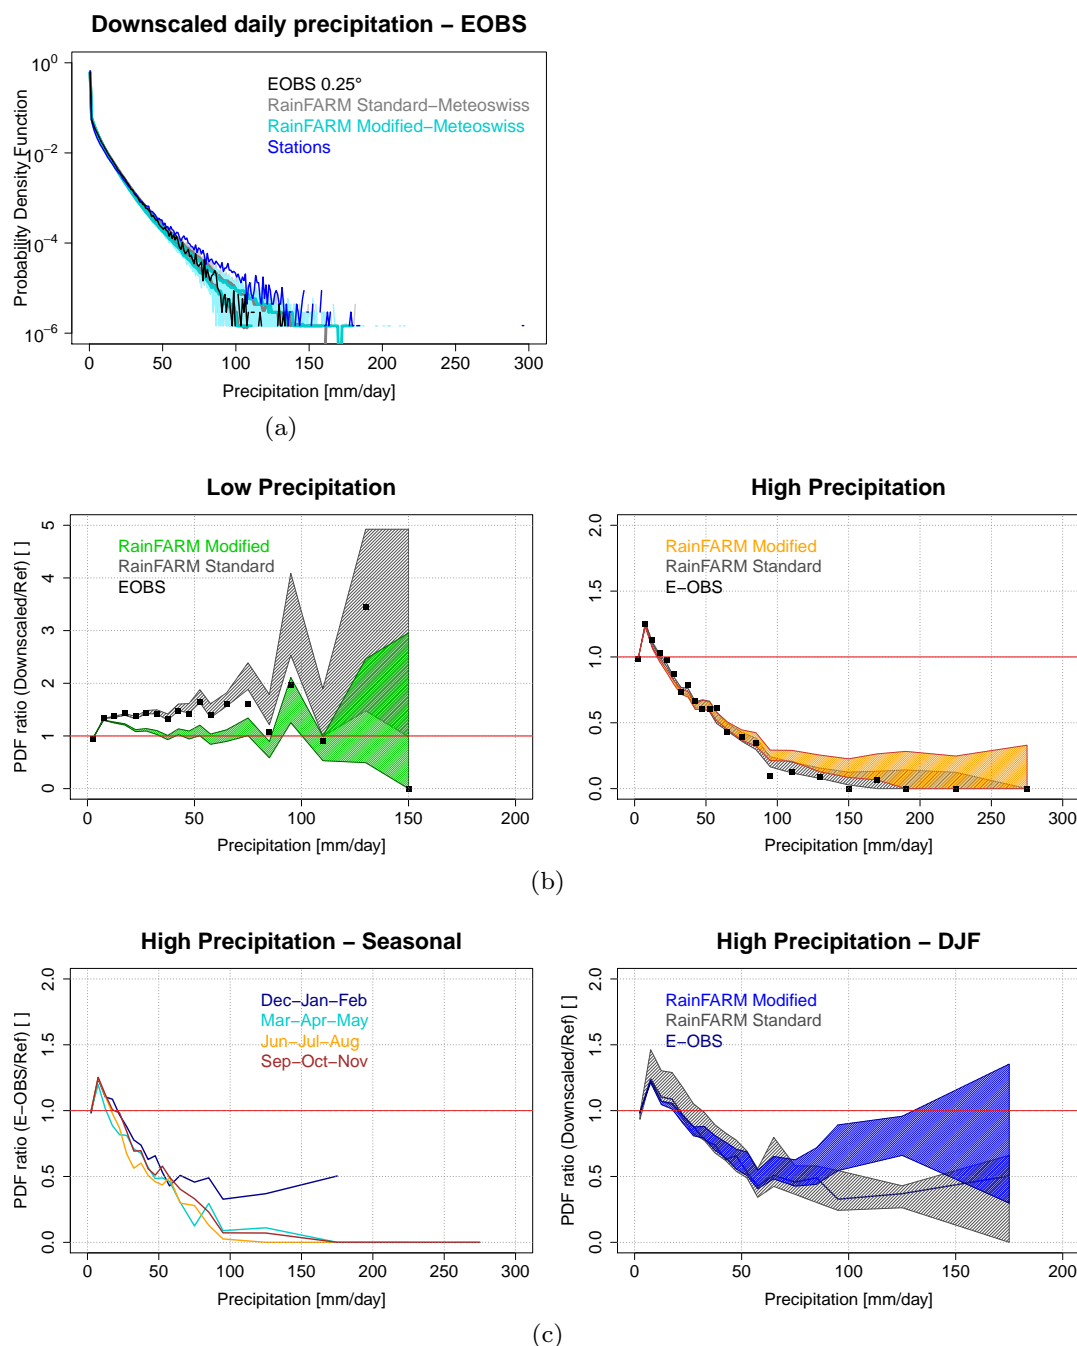 Downscaled daily precipitation − EOBS
Probability Density Function
10^0
10^−2
10^−4
10^−6
EOBS 0.25°
RainFARM Standard−Meteoswiss
RainFARM Modified−Meteoswiss
Stations
0 50 100 150 200 250 300
Precipitation [mm/day]
(a)
Low Precipitation
PDF ratio (Downscaled/Ref) [ ]
5
4
3
2
1
0
RainFARM Modified
RainFARM Standard
EOBS
0 50 100 150 200
Precipitation [mm/day]
High Precipitation
2.0
1.5
1.0
0.5
0.0
RainFARM Modified
RainFARM Standard
E−OBS
0 50 100 150 200 250 300
Precipitation [mm/day]
(b)
High Precipitation − Seasonal
PDF ratio (E−OBS/Ref) [ ]
2.0
1.5
1.0
0.5
0.0
Dec−Jan−Feb
Mar−Apr−May
Jun−Jul−Aug
Sep−Oct−Nov
0 50 100 150 200 250 300
Precipitation [mm/day]
High Precipitation − DJF
PDF ratio (Downscaled/Ref) [ ]
2.0
1.5
1.0
0.5
0.0
RainFARM Modified
RainFARM Standard
E−OBS
0 50 100 150 200
Precipitation [mm/day]
(c)